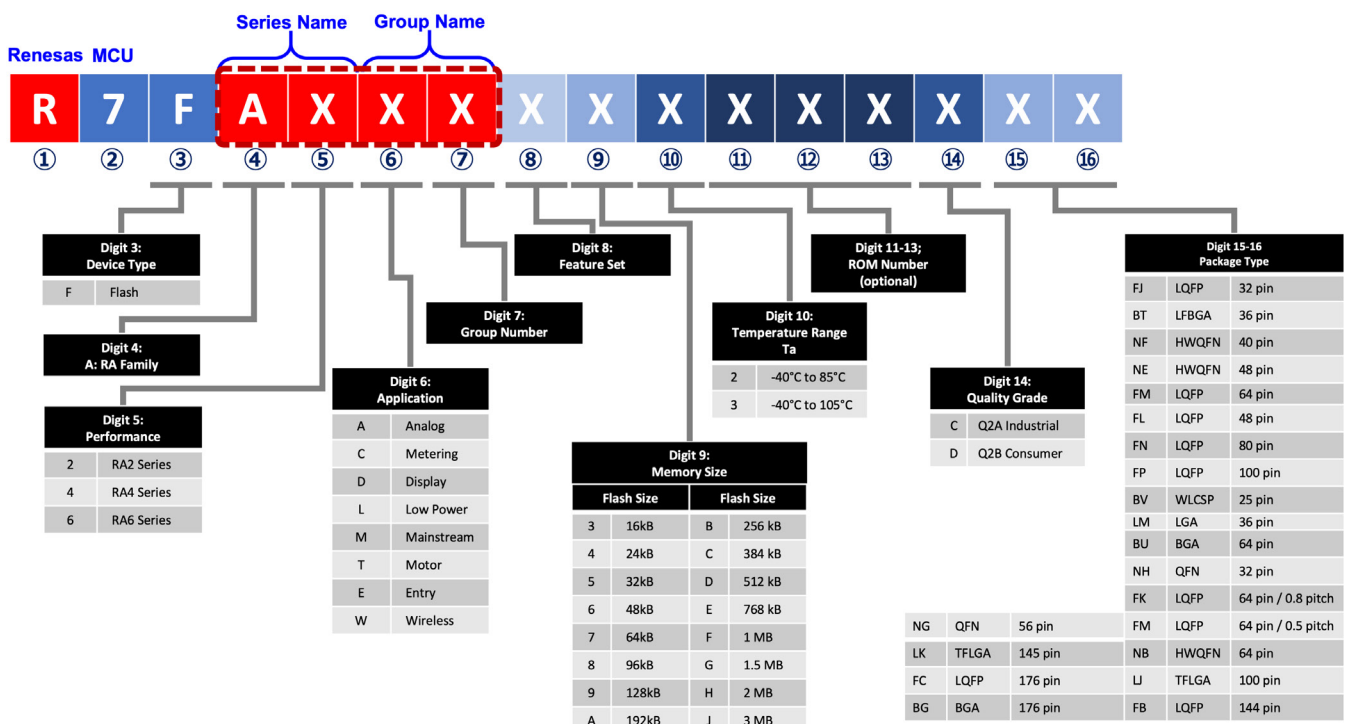 Series Name Group Name
Renesas MCU
R 7 F A X X X X X X X X X X X X
① ② ③ ④ ⑤ ⑥ ⑦ ⑧ ⑨ ⑩ ⑪ ⑫ ⑬ ⑭ ⑮ ⑯
Digit 3:
Device Type
F Flash
Digit 4:
A: RA Family
Digit 5:
Performance
2 RA2 Series
4 RA4 Series
6 RA6 Series
Digit 6:
Application
A Analog
C Metering
D Display
L Low Power
M Mainstream
T Motor
E Entry
W Wireless
Digit 7:
Group Number
Digit 8:
Feature Set
Digit 9:
Memory Size
Flash Size Flash Size
3 16kB B 256 kB
4 24kB C 384 kB
5 32kB D 512 kB
6 48kB E 768 kB
7 64kB F 1 MB
8 96kB G 1.5 MB
9 128kB H 2 MB
A 192kB J 3 MB
Digit 10:
Temperature Range
Ta
2 -40°C to 85°C
3 -40°C to 105°C
Digit 11-13;
ROM Number
(optional)
Digit 14:
Quality Grade
C Q2A Industrial
D Q2B Consumer
Digit 15-16
Package Type
FJ LQFP 32 pin
BT LFBGA 36 pin
NF HWQFN 40 pin
NE HWQFN 48 pin
FM LQFP 64 pin
FL LQFP 48 pin
FN LQFP 80 pin
FP LQFP 100 pin
BV WLCSP 25 pin
LM LGA 36 pin
BU BGA 64 pin
NH QFN 32 pin
FK LQFP 64 pin / 0.8 pitch
NG QFN 56 pin FM LQFP 64 pin / 0.5 pitch
LK TFLGA 145 pin NB HWQFN 64 pin
FC LQFP 176 pin LJ TFLGA 100 pin
BG BGA 176 pin FB LQFP 144 pin